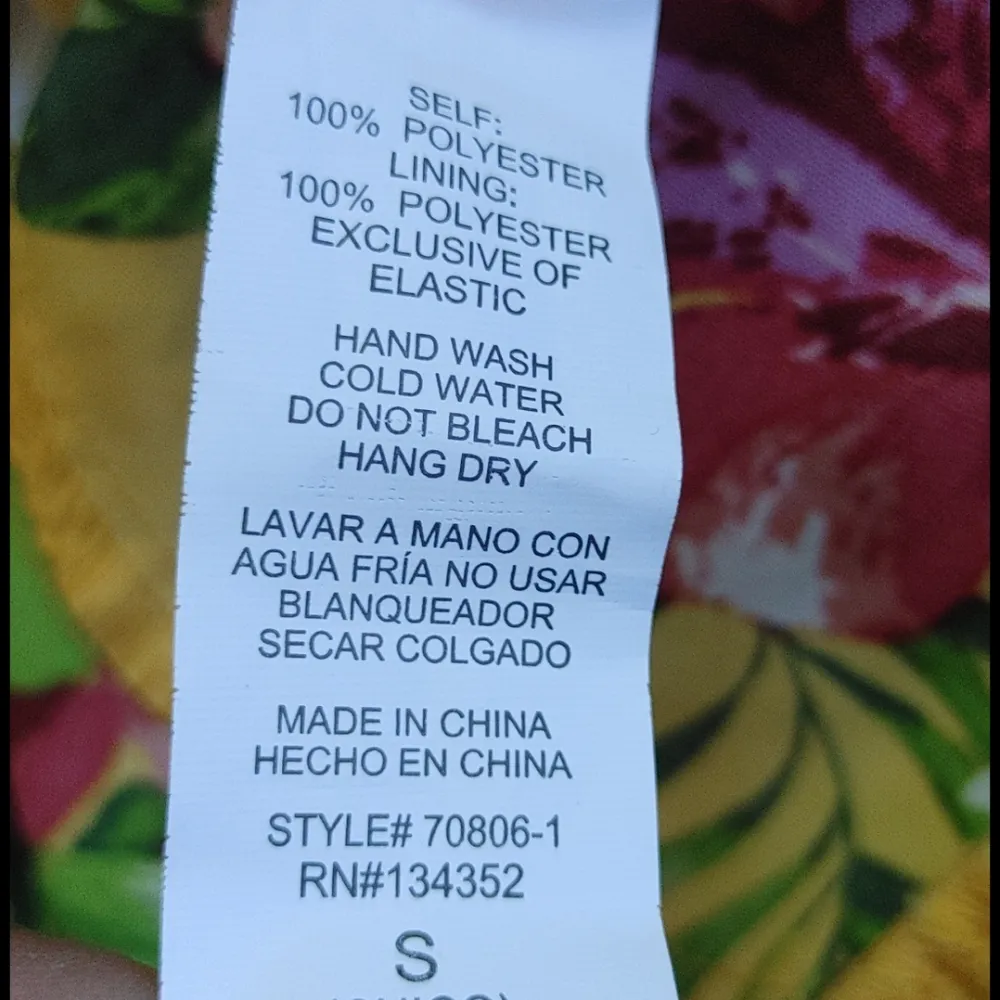 SELF:
100% POLYESTER
LINING:
100% POLYESTER
EXCLUSIVE OF
ELASTIC
HAND WASH
COLD WATER
DO NOT BLEACH
HANG DRY
LAVAR A MANO CON
AGUA FRÍA NO USAR
BLANQUEADOR
SECAR COLGADO
MADE IN CHINA
HECHO EN CHINA
STYLE# 70806-1
RN#134352
S